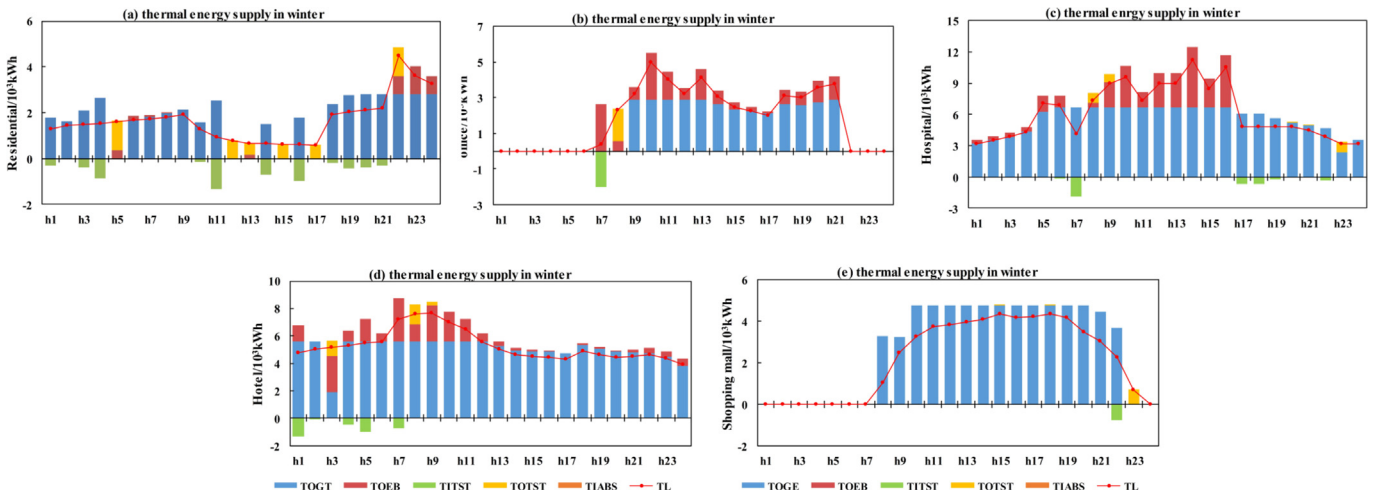 (a) thermal energy supply in winter
Residential/10³kWh
6
4
2
0
-2
h1 h3 h5 h7 h9 h11 h13 h15 h17 h19 h21 h23
(b) thermal energy supply in winter
7
5
3
1
-1
-3
h1 h3 h5 h7 h9 h11 h13 h15 h17 h19 h21 h23
(c) thermal enrgy supply in winter
Hospital/10³kWh
15
12
9
6
3
0
-3
h1 h3 h5 h7 h9 h11 h13 h15 h17 h19 h21 h23
(d) thermal energy supply in winter
Hotel/10³kWh
10
8
6
4
2
0
-2
h1 h3 h5 h7 h9 h11 h13 h15 h17 h19 h21 h23
TOGT TOEB TITST TOTST TIABS TL
(e) thermal energy supply in winter
Shopping mall/10³kWh
6
4
2
0
-2
h1 h3 h5 h7 h9 h11 h13 h15 h17 h19 h21 h23
TOGE TOEB TITST TOTST TIABS TL